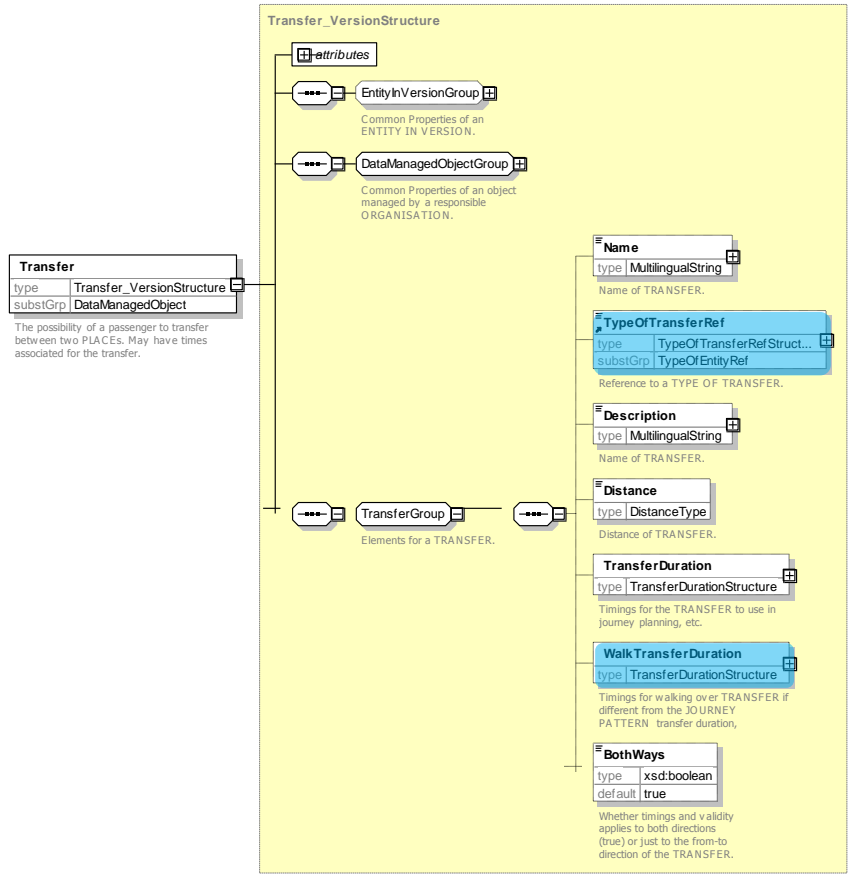 Transfer_VersionStructure
attributes
EntityInVersionGroup
Common Properties of an
ENTITY IN VERSION.
DataManagedObjectGroup
Common Properties of an object
managed by a responsible
ORGANISATION.
Transfer
type Transfer_VersionStructure
substGrp DataManagedObject
The possibility of a passenger to transfer
between two PLACEs. May have times
associated for the transfer.
TransferGroup
Elements for a TRANSFER.
Name
type MultilingualString
Name of TRANSFER.
TypeOfTransferRef
type TypeOfTransferRefStruct...
substGrp TypeOfEntityRef
Reference to a TYPE OF TRANSFER.
Description
type MultilingualString
Name of TRANSFER.
Distance
type DistanceType
Distance of TRANSFER.
TransferDuration
type TransferDurationStructure
Timings for the TRANSFER to use in
journey planning, etc.
WalkTransferDuration
type TransferDurationStructure
Timings for walking over TRANSFER if
different from the JOURNEY
PATTERN transfer duration,
BothWays
type xsd:boolean
default true
Whether timings and validity
applies to both directions
(true) or just to the from-to
direction of the TRANSFER.